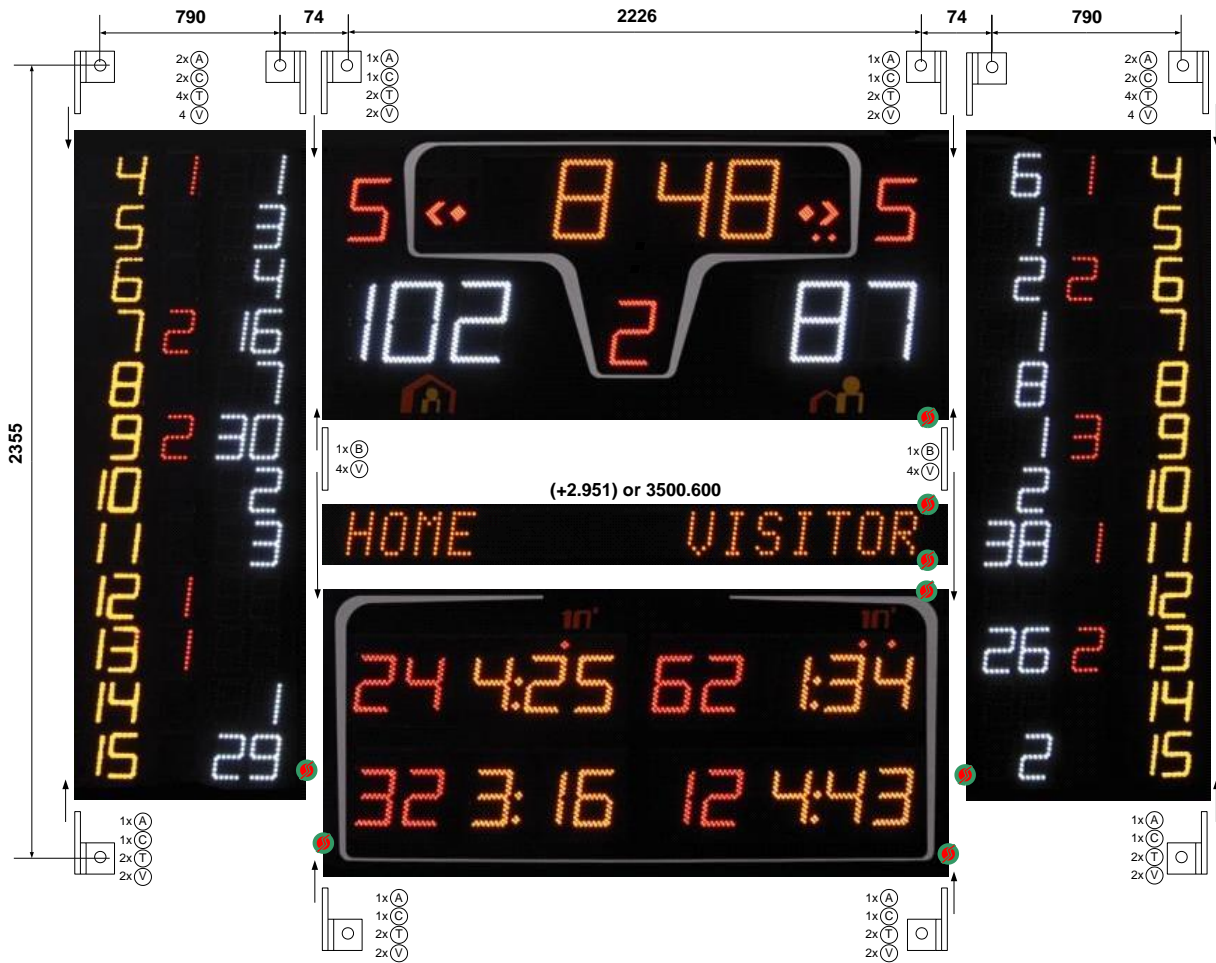 790 74 2226 74 790
2x A
2x C
4x T
4 V
1x A
1x C
2x T
2x V
1x A
1x C
2x T
2x V
2x A
2x C
4x T
4 V
2355
4 1 1
5 3
6 4
7 2 16
8 7
9 2 30
10 2
11 3
12 1
13 1
14 1
15 29
5 8 48 5
102 2 87
1x B
4x V
1x B
4x V
(+2.951) or 3500.600
HOME VISITOR
10' 10'
24 4:25 62 1:34
32 3:16 12 4:43
6 1 4
1 5
2 2 6
1 7
8 8
1 3 9
2 10
38 1 11
12
26 2 13
14
2 15
1x A
1x C
2x T
2x V
1x A
1x C
2x T
2x V
1x A
1x C
2x T
2x V
1x A
1x C
2x T
2x V